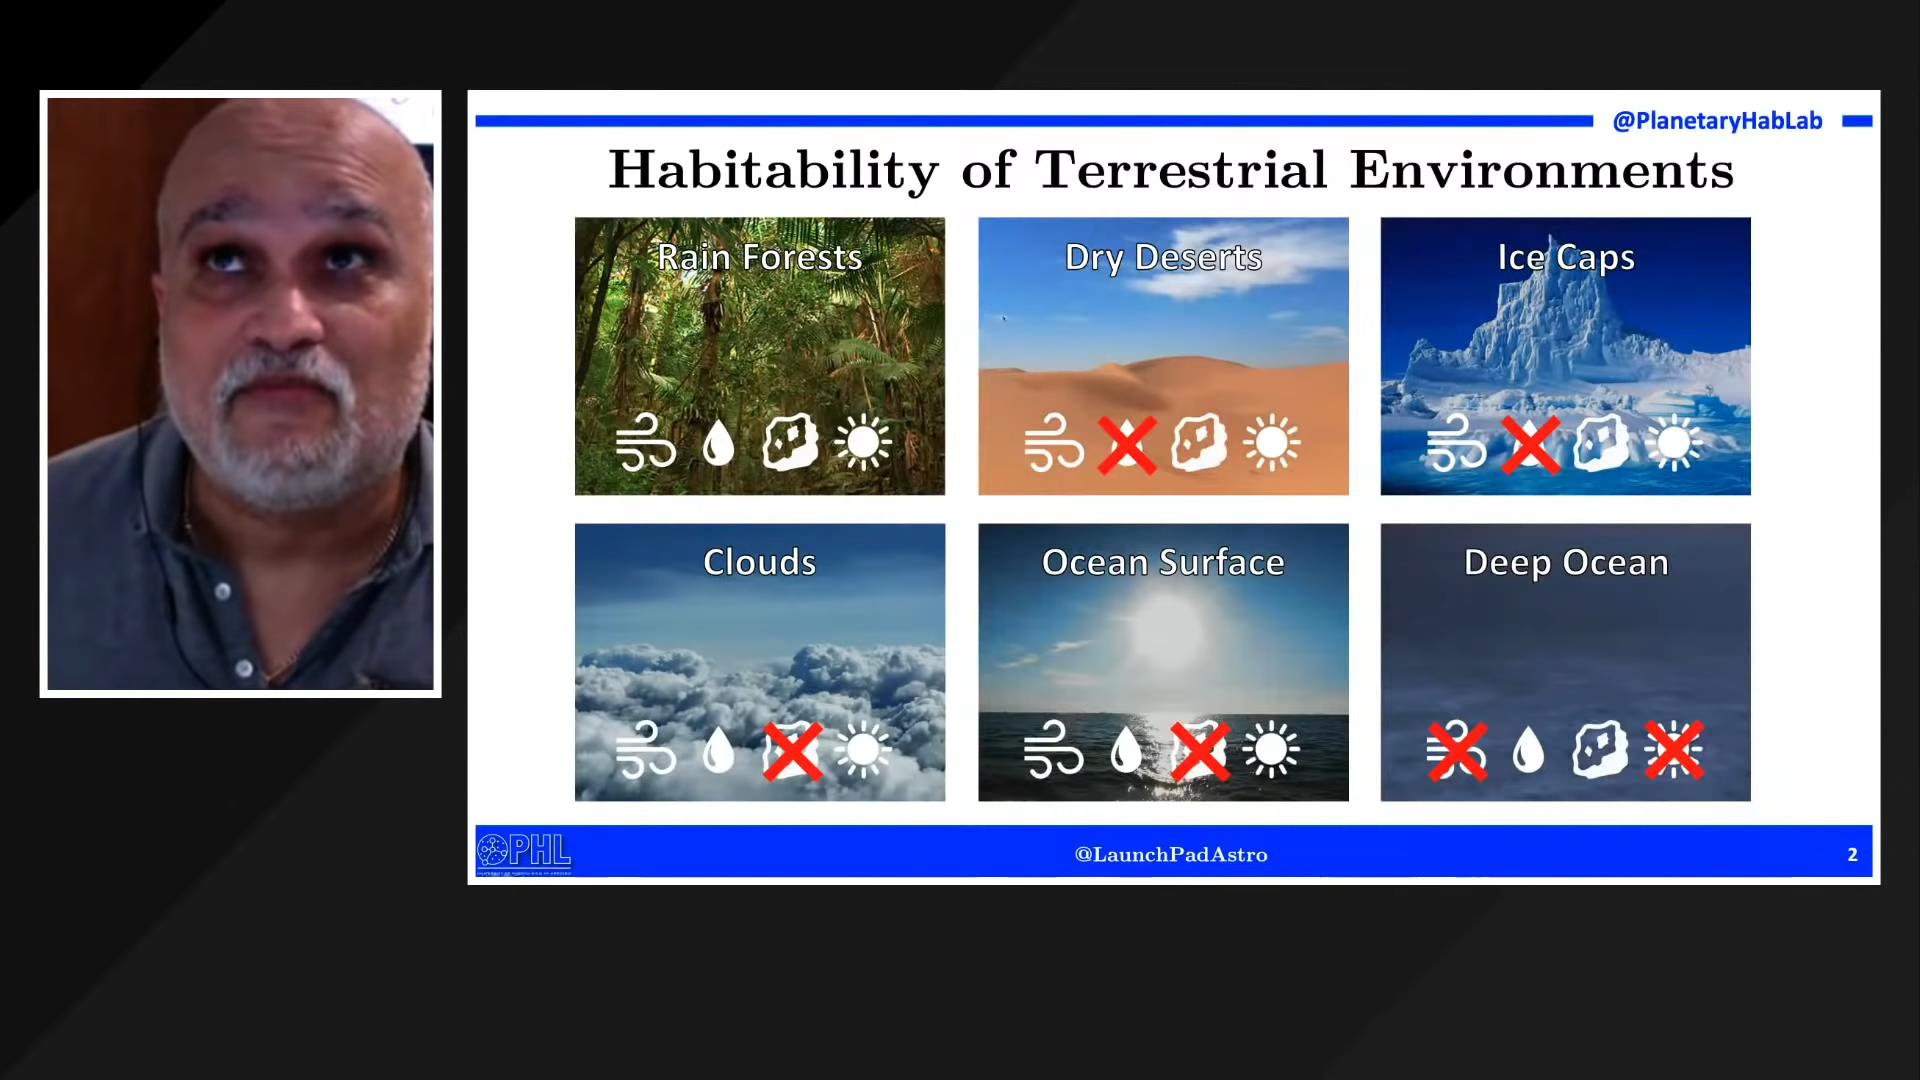 @PlanetaryHabLab
Habitability of Terrestrial Environments
Rain Forests
Dry Deserts
Ice Caps
Clouds
Ocean Surface
Deep Ocean
PHL
@LaunchPadAstro
2